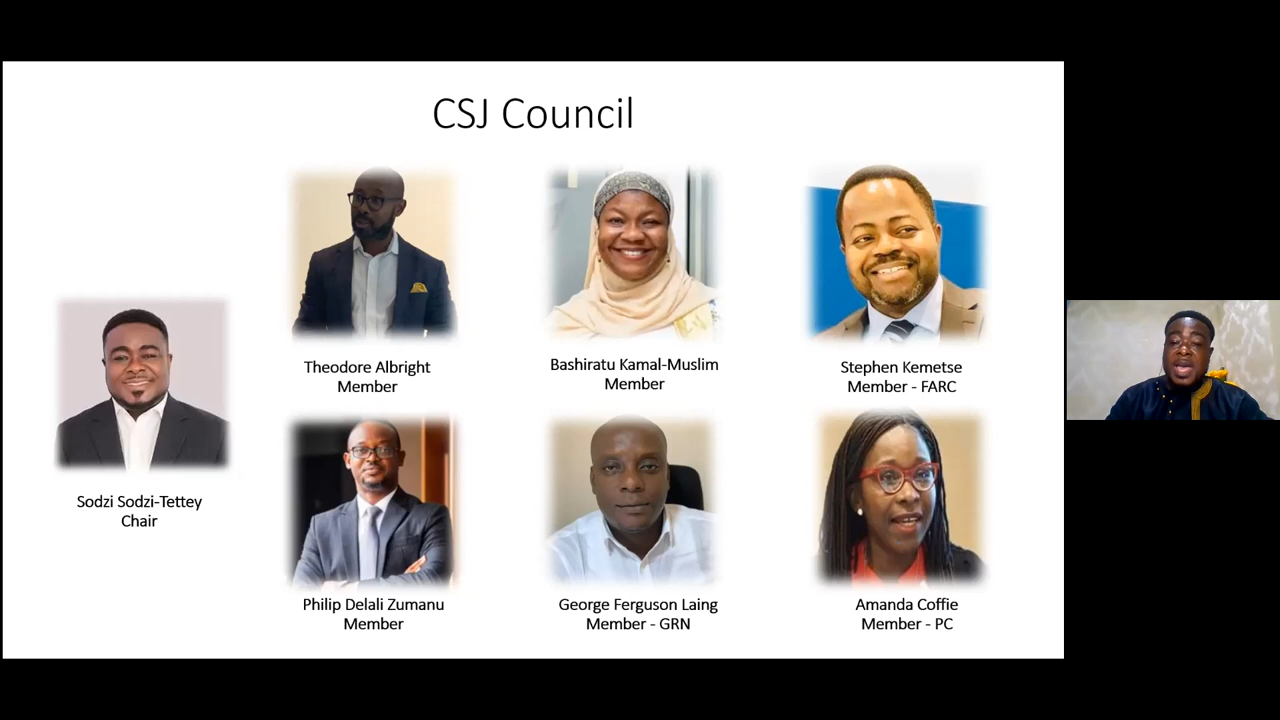 CSJ Council
Theodore Albright
Member
Bashiratu Kamal-Muslim
Member
Stephen Kemetse
Member - FARC
Sodzi Sodzi-Tettey
Chair
Philip Delali Zumanu
Member
George Ferguson Laing
Member - GRN
Amanda Coffie
Member - PC